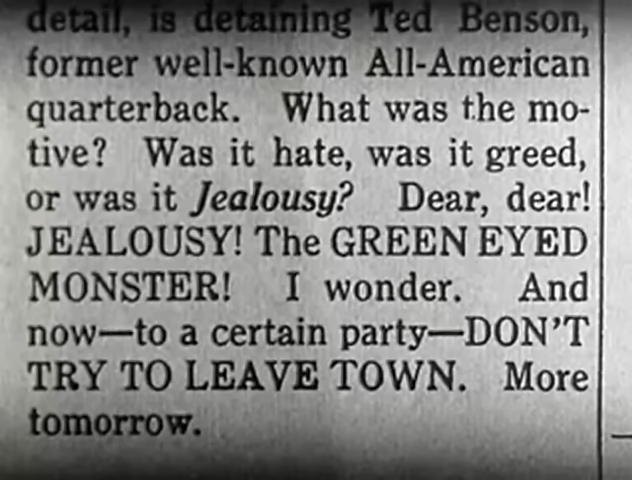 detail, is detaining Ted Benson,
former well-known All-American
quarterback. What was the mo-
tive? Was it hate, was it greed,
or was it Jealousy? Dear, dear!
JEALOUSY! The GREEN EYED
MONSTER! I wonder. And
now—to a certain party—DON'T
TRY TO LEAVE TOWN. More
tomorrow.